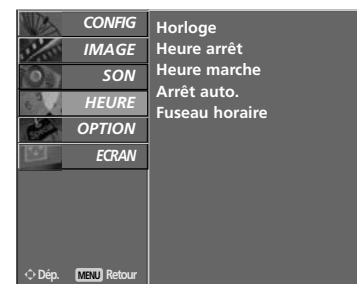 CONFIG
IMAGE
SON
HEURE
OPTION
ECRAN
Horloge
Heure arrêt
Heure marche
Arrêt auto.
Fuseau horaire
Dép. MENU Retour